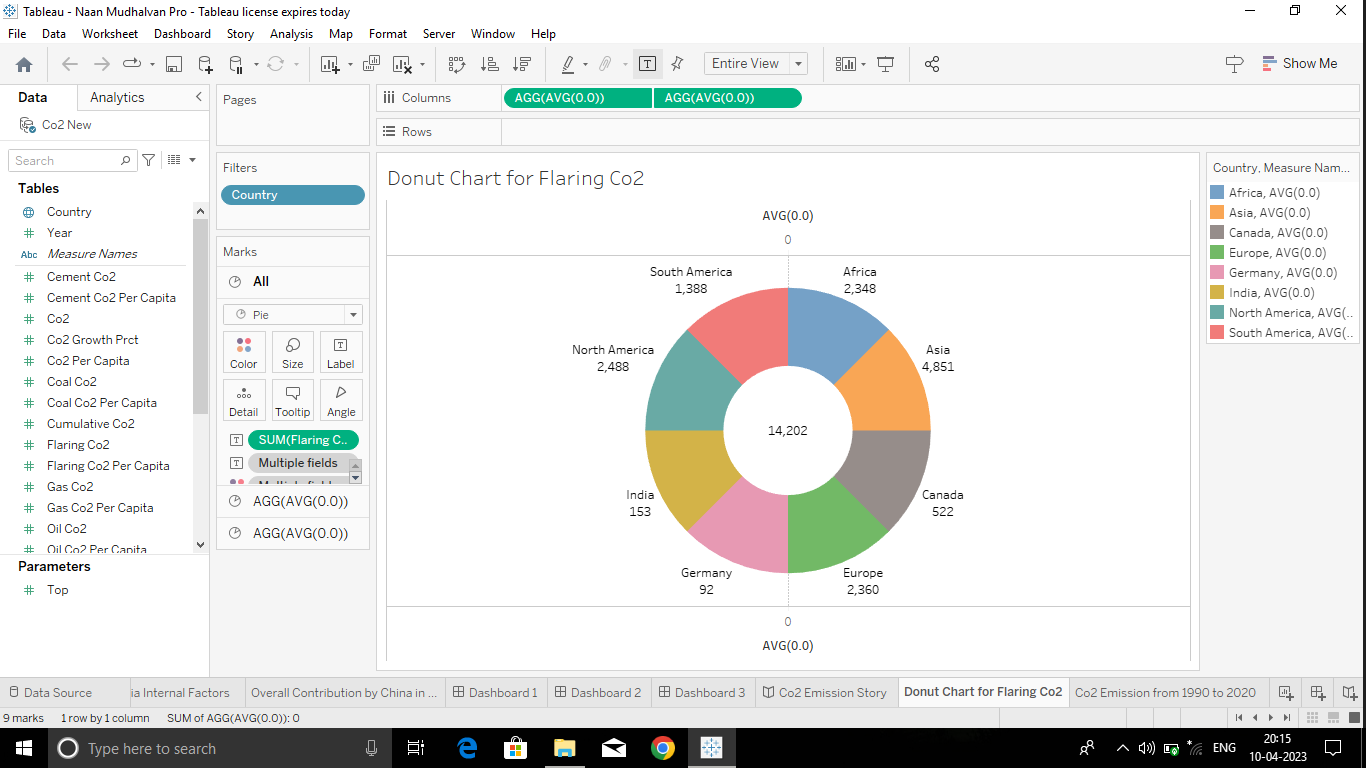 Tableau - Naan Mudhalvan Pro - Tableau license expires today
File Data Worksheet Dashboard Story Analysis Map Format Server Window Help
Entire View
Show Me
Data Analytics
Co2 New
Search
Tables
Country
Year
Abc Measure Names
Cement Co2
Cement Co2 Per Capita
Co2
Co2 Growth Prct
Co2 Per Capita
Coal Co2
Coal Co2 Per Capita
Cumulative Co2
Flaring Co2
Flaring Co2 Per Capita
Gas Co2
Gas Co2 Per Capita
Oil Co2
Oil Co2 Per Capita
Parameters
Top
Pages
Filters
Country
Marks
All
Pie
Color Size Label
Detail Tooltip Angle
SUM(Flaring C..
Multiple fields
AGG(AVG(0.0))
AGG(AVG(0.0))
Columns AGG(AVG(0.0)) AGG(AVG(0.0))
Rows
Donut Chart for Flaring Co2
AVG(0.0)
0
South America
1,388
Africa
2,348
North America
2,488
Asia
4,851
14,202
India
153
Canada
522
Germany
92
Europe
2,360
0
AVG(0.0)
Country, Measure Nam...
Africa, AVG(0.0)
Asia, AVG(0.0)
Canada, AVG(0.0)
Europe, AVG(0.0)
Germany, AVG(0.0)
India, AVG(0.0)
North America, AVG(..
South America, AVG(..
Data Source ia Internal Factors Overall Contribution by China in ... Dashboard 1 Dashboard 2 Dashboard 3 Co2 Emission Story Donut Chart for Flaring Co2 Co2 Emission from 1990 to 2020
9 marks 1 row by 1 column SUM of AGG(AVG(0.0)): 0
Type here to search
ENG
20:15
10-04-2023